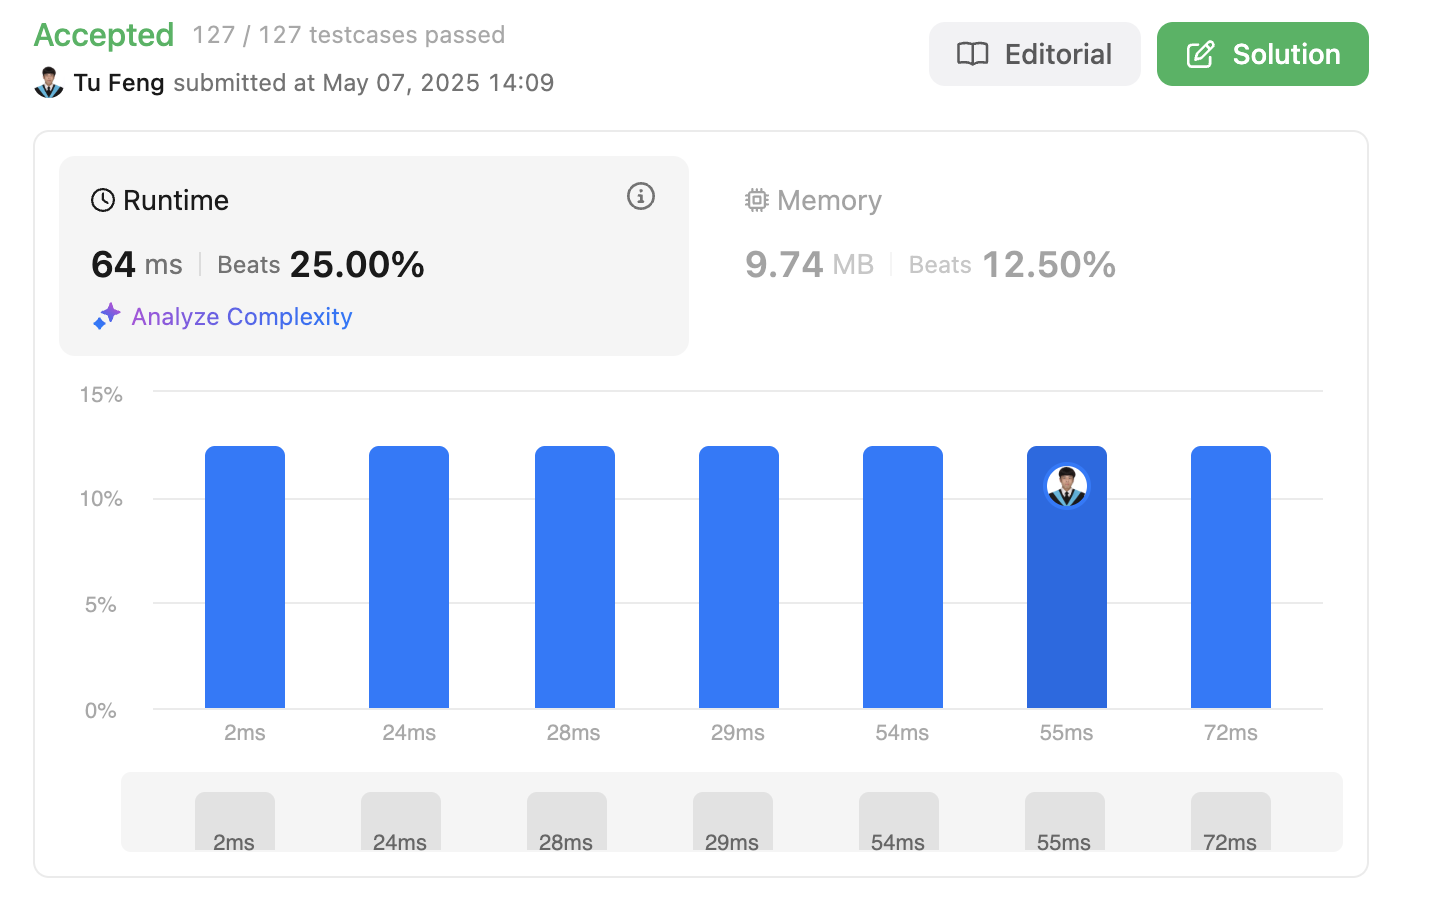 Accepted 127 / 127 testcases passed
Editorial
Solution
Tu Feng submitted at May 07, 2025 14:09
Runtime
64 ms Beats 25.00%
Analyze Complexity
Memory
9.74 MB Beats 12.50%
15%
10%
5%
0%
2ms 24ms 28ms 29ms 54ms 55ms 72ms
2ms 24ms 28ms 29ms 54ms 55ms 72ms